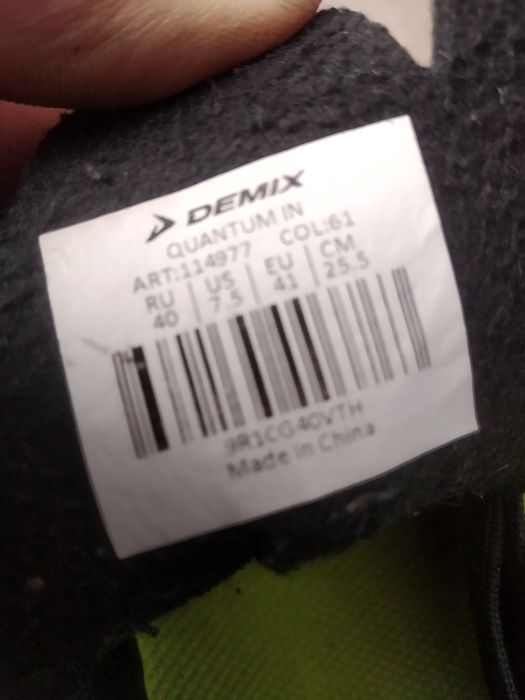 DEMIX
QUANTUM IN
ART:114977 COL:61
RU US EU CM
40 7.5 41 25.5
9R1CG40VTH
Made in China